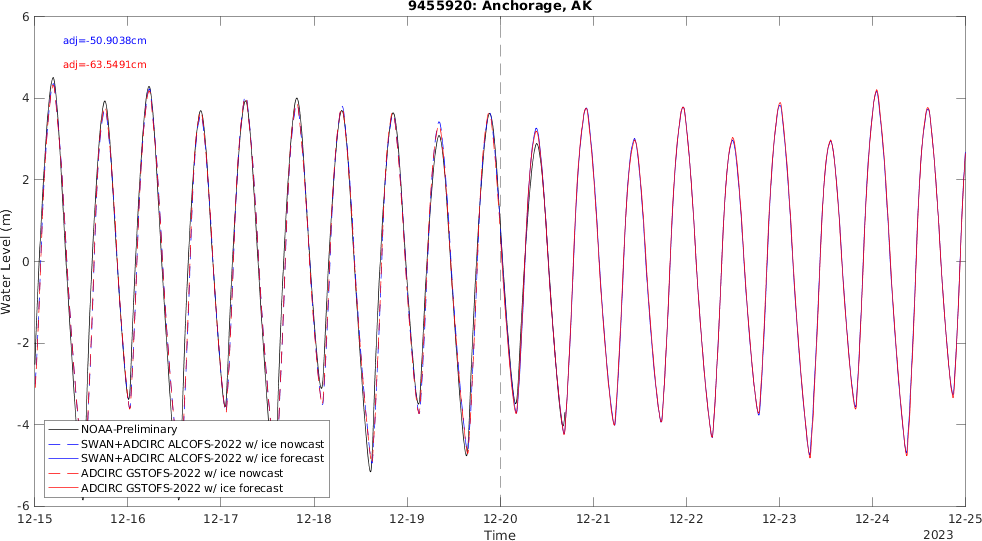 9455920: Anchorage, AK
adj=-50.9038cm
adj=-63.5491cm
6
4
2
0
-2
-4
-6
Water Level (m)
NOAA-Preliminary
SWAN+ADCIRC ALCOFS-2022 w/ ice nowcast
SWAN+ADCIRC ALCOFS-2022 w/ ice forecast
ADCIRC GSTOFS-2022 w/ ice nowcast
ADCIRC GSTOFS-2022 w/ ice forecast
12-15 12-16 12-17 12-18 12-19 12-20 12-21 12-22 12-23 12-24 12-25
Time
2023